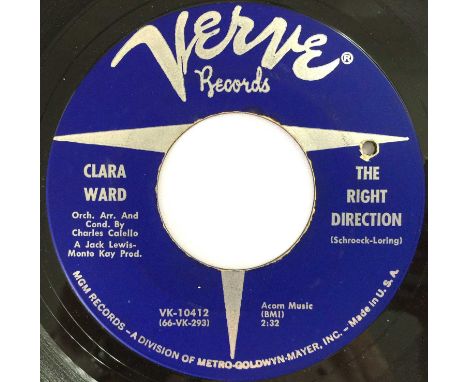 Verve®
Records
CLARA
WARD
Orch. Arr. And
Cond. By
Charles Calello
A Jack Lewis-
Monte Kay Prod.
THE
RIGHT
DIRECTION
(Schroeck-Loring)
VK-10412
(66-VK-293)
Acorn Music
(BMI)
2:32
MGM RECORDS – A DIVISION OF METRO-GOLDWYN-MAYER, INC. – Made in U.S.A.